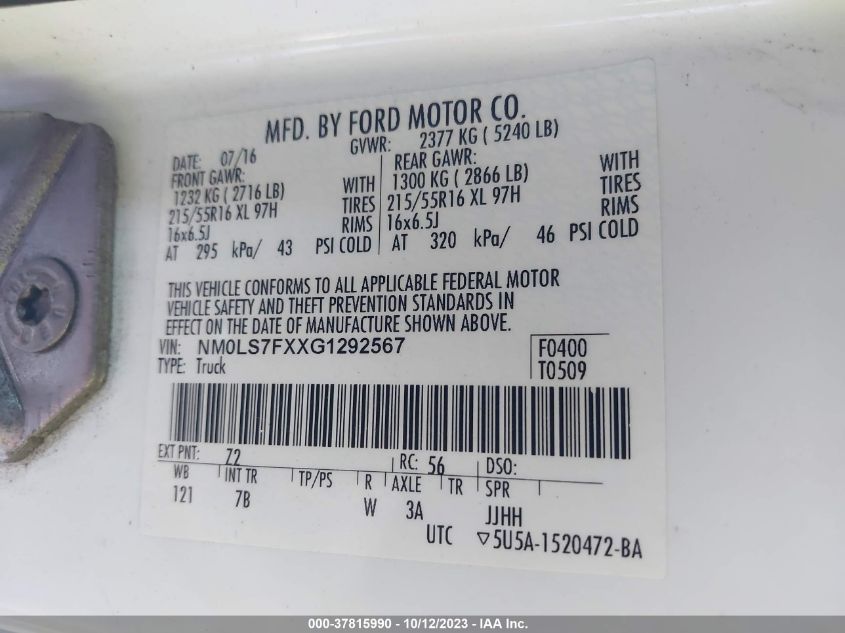 MFD. BY FORD MOTOR CO.
DATE: 07/16 GVWR: 2377 KG ( 5240 LB)
FRONT GAWR: REAR GAWR:
1232 KG ( 2716 LB) WITH 1300 KG ( 2866 LB) WITH
215/55R16 XL 97H TIRES 215/55R16 XL 97H TIRES
16x6.5J RIMS 16x6.5J RIMS
AT 295 kPa/ 43 PSI COLD AT 320 kPa/ 46 PSI COLD
THIS VEHICLE CONFORMS TO ALL APPLICABLE FEDERAL MOTOR
VEHICLE SAFETY AND THEFT PREVENTION STANDARDS IN
EFFECT ON THE DATE OF MANUFACTURE SHOWN ABOVE.
VIN: NM0LS7FXXG1292567 F0400
TYPE: Truck T0509
EXT PNT: Z2 RC: 56 DSO:
WB INT TR TP/PS R AXLE TR SPR
121 7B W 3A JJHH
UTC ▽5U5A-1520472-BA
000-37815990 - 10/12/2023 - IAA Inc.